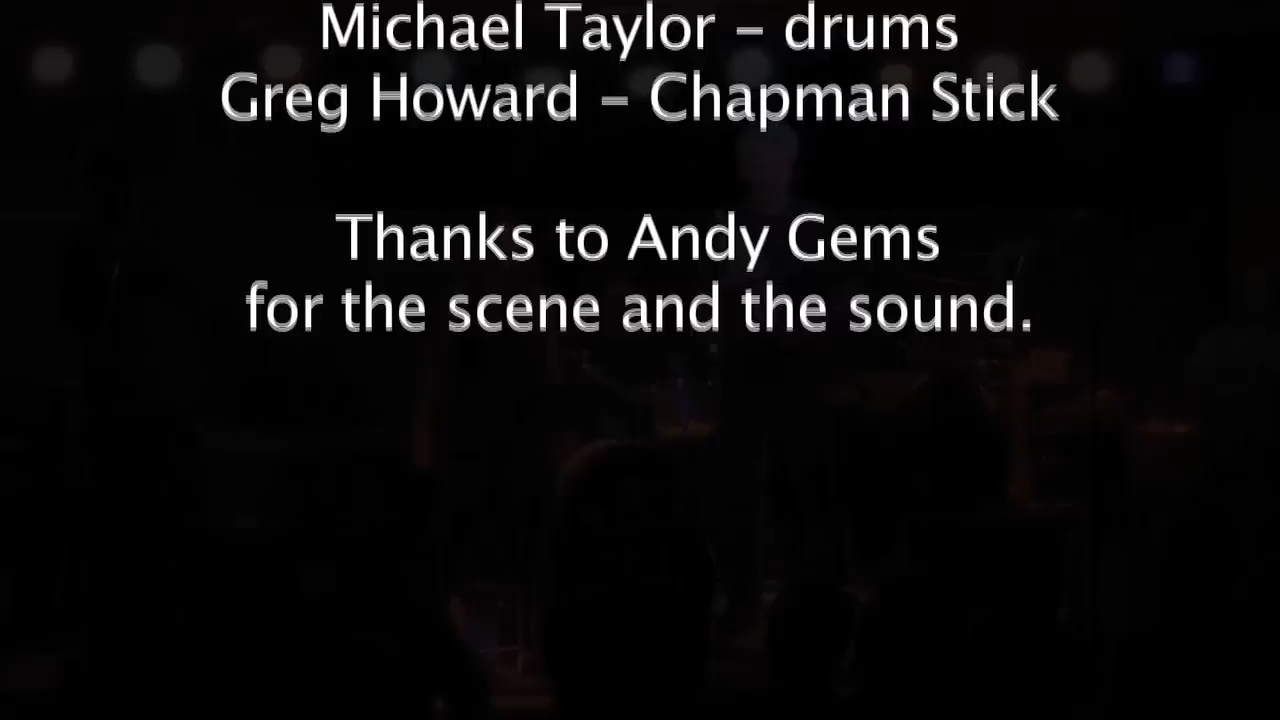 Michael Taylor – drums
Greg Howard – Chapman Stick
Thanks to Andy Gems
for the scene and the sound.